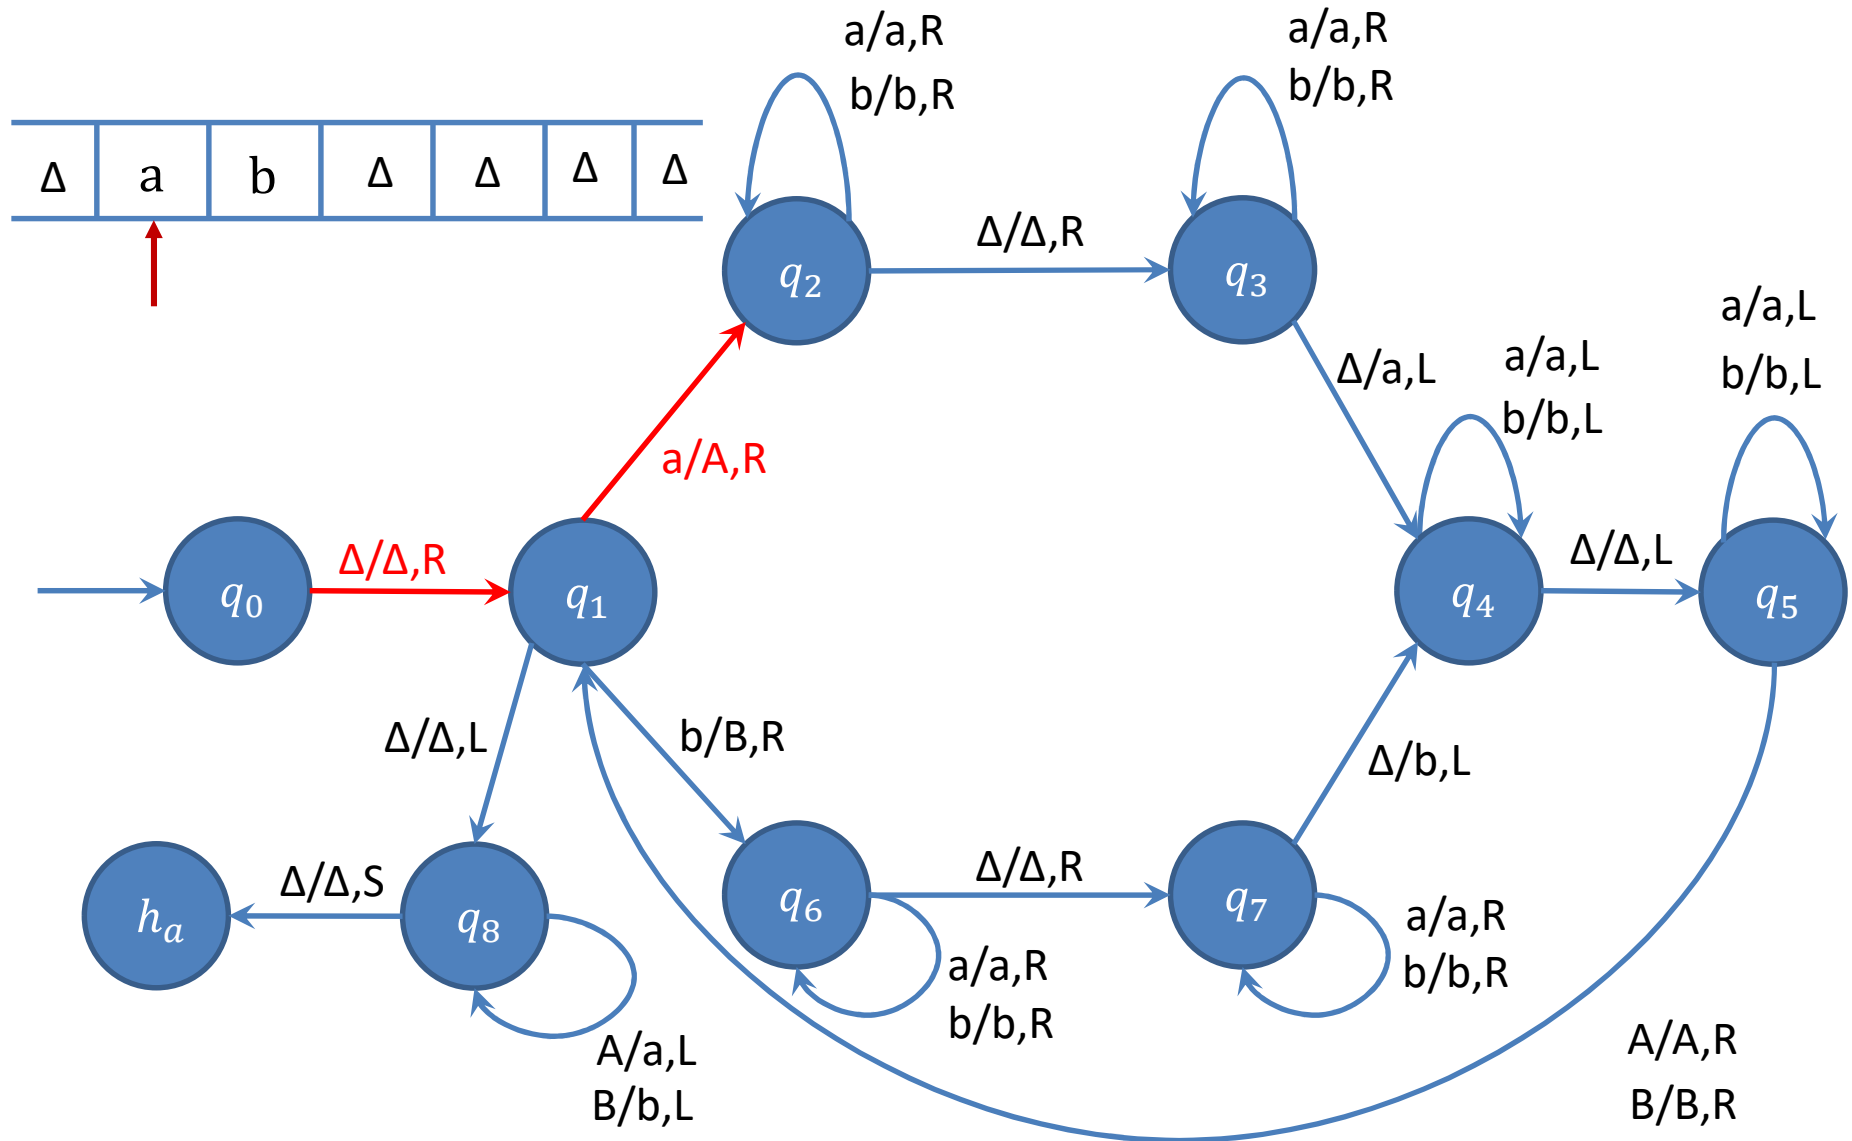 a/a,R
b/b,R
a/a,R
b/b,R
Δ a b Δ Δ Δ Δ
q2
Δ/Δ,R
q3
a/a,L
b/b,L
Δ/a,L
a/a,L
b/b,L
a/A,R
q0
Δ/Δ,R
q1
q4
Δ/Δ,L
q5
Δ/Δ,L
b/B,R
Δ/b,L
ha
Δ/Δ,S
q8
q6
Δ/Δ,R
q7
a/a,R
b/b,R
a/a,R
b/b,R
A/a,L
B/b,L
A/A,R
B/B,R